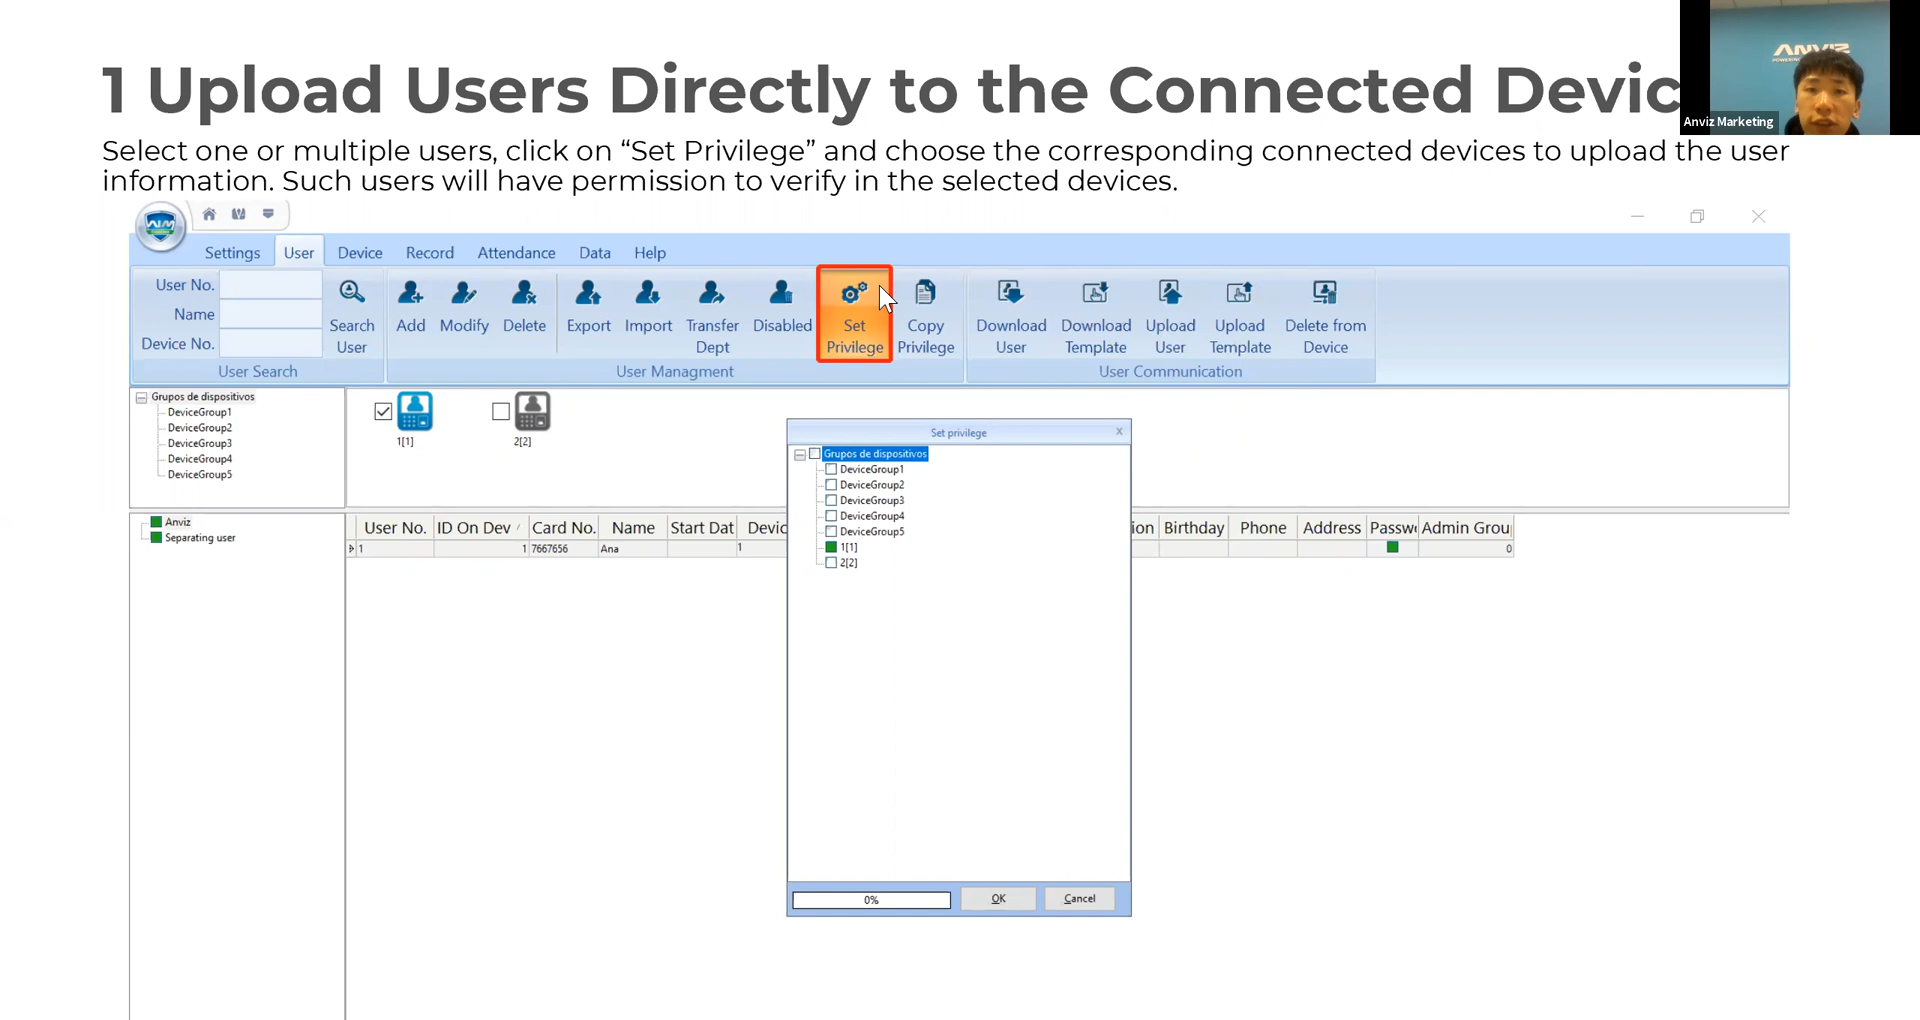 1 Upload Users Directly to the Connected Devic
ANVIZ
Anviz Marketing
Select one or multiple users, click on “Set Privilege” and choose the corresponding connected devices to upload the user
information. Such users will have permission to verify in the selected devices.
Settings User Device Record Attendance Data Help
User No.
Name
Device No.
Search
User
Add Modify Delete Export Import Transfer
Dept
Disabled
Set
Privilege
Copy
Privilege
Download
User
Download
Template
Upload
User
Upload
Template
Delete from
Device
User Search User Managment User Communication
Grupos de dispositivos
DeviceGroup1
DeviceGroup2
DeviceGroup3
DeviceGroup4
DeviceGroup5
1[1] 2[2]
Set privilege x
Grupos de dispositivos
DeviceGroup1
DeviceGroup2
DeviceGroup3
DeviceGroup4
DeviceGroup5
1[1]
2[2]
0% OK Cancel
Anviz
Separating user
User No. ID On Dev Card No. Name Start Dat Devic ion Birthday Phone Address Passw Admin Grou
1 1 7667656 Ana 1 0